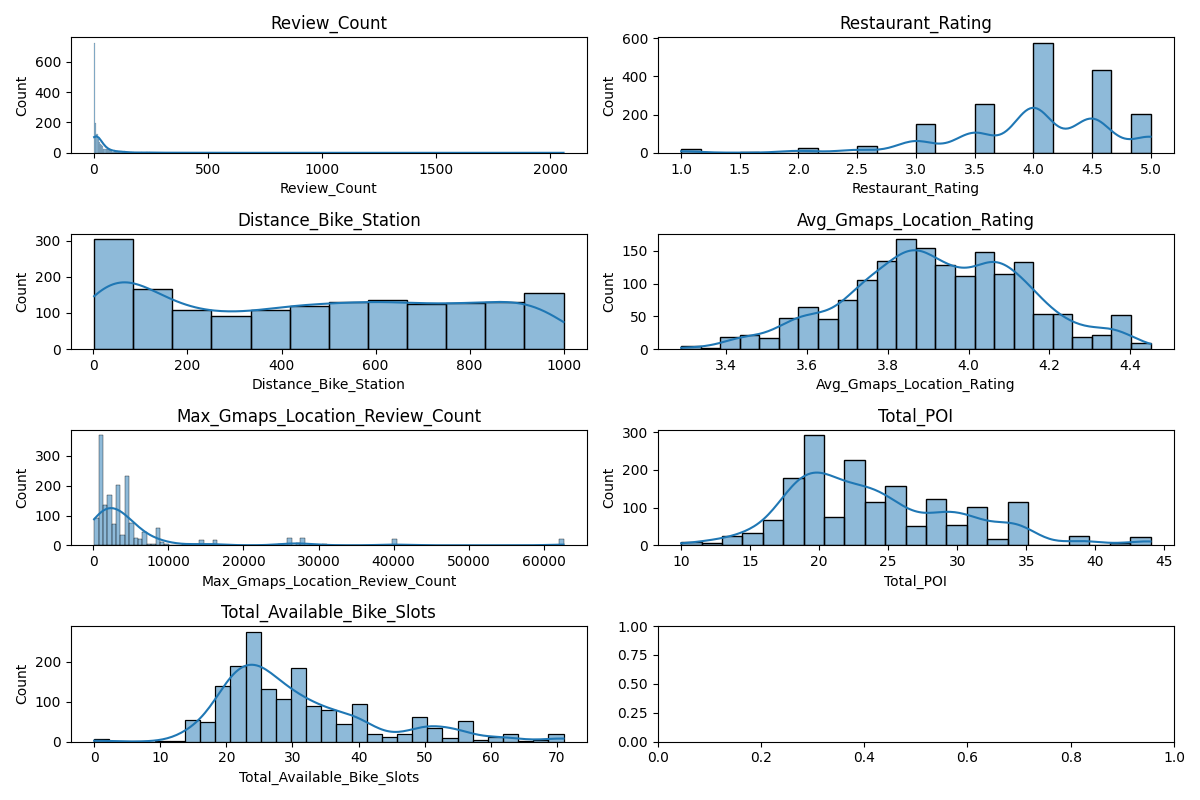 Review_Count
Count
600
400
200
0
0 500 1000 1500 2000
Review_Count
Restaurant_Rating
Count
600
400
200
0
1.0 1.5 2.0 2.5 3.0 3.5 4.0 4.5 5.0
Restaurant_Rating
Distance_Bike_Station
Count
300
200
100
0
0 200 400 600 800 1000
Distance_Bike_Station
Avg_Gmaps_Location_Rating
Count
150
100
50
0
3.4 3.6 3.8 4.0 4.2 4.4
Avg_Gmaps_Location_Rating
Max_Gmaps_Location_Review_Count
Count
300
200
100
0
0 10000 20000 30000 40000 50000 60000
Max_Gmaps_Location_Review_Count
Total_POI
Count
300
200
100
0
10 15 20 25 30 35 40 45
Total_POI
Total_Available_Bike_Slots
Count
200
100
0
0 10 20 30 40 50 60 70
Total_Available_Bike_Slots
1.00
0.75
0.50
0.25
0.00
0.0 0.2 0.4 0.6 0.8 1.0